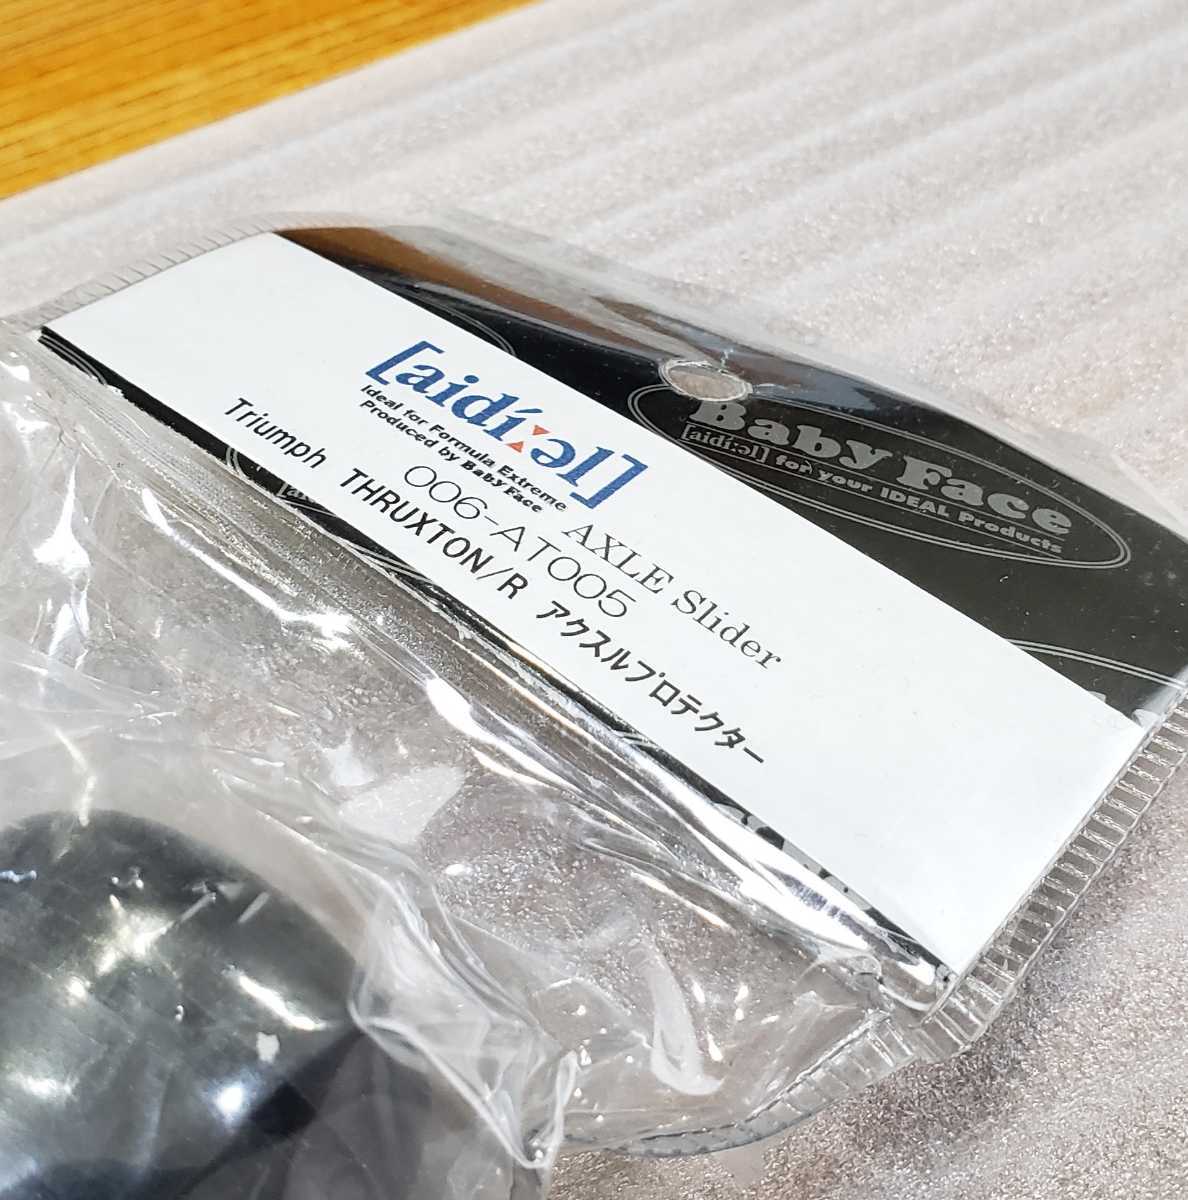 Baby Face
[aidí:əl] for your IDEAL Products
[aidí:əl]
Ideal for Formula Extreme
Produced by Baby Face
AXLE Slider
006-AT005
Triumph THRUXTON/R アクスルプロテクター